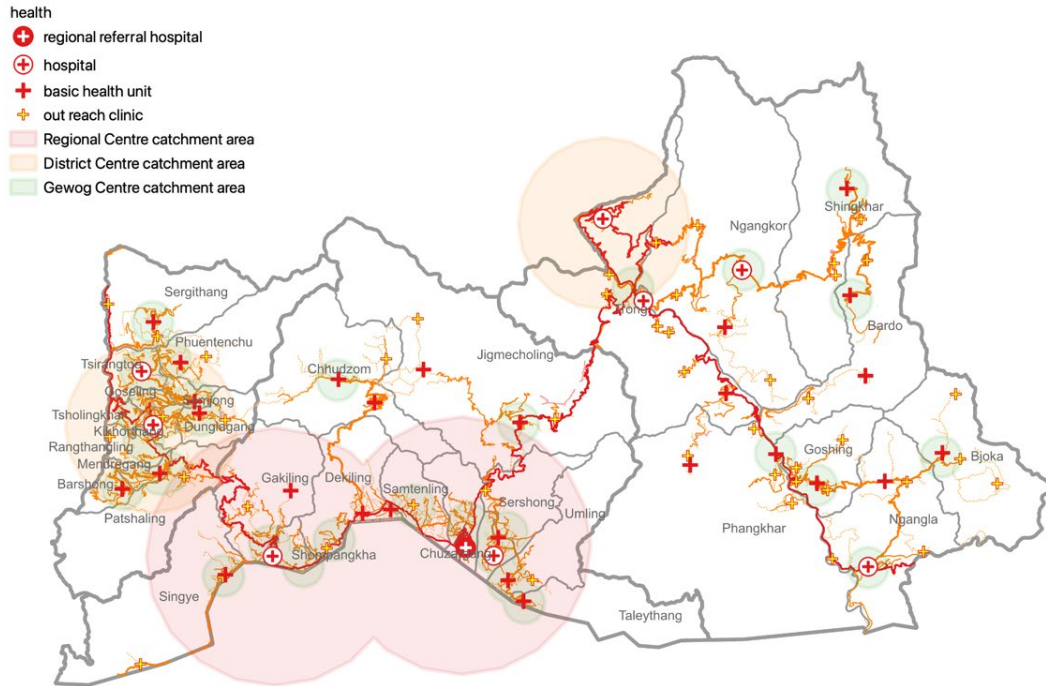 health
regional referral hospital
hospital
basic health unit
out reach clinic
Regional Centre catchment area
District Centre catchment area
Gewog Centre catchment area
Shingkhar
Ngangkor
Sergithang
Bardo
Phuentenchu
Jigmecholing
Tsirangtoe
Chhudzom
Goseling
Tsholingkhar
Dunglagang
Kikhorthang
Rangthangling
Goshing
Mendregang
Bjoka
Barshong
Gakiling
Dekiling
Samtenling
Sershong
Patshaling
Umling
Ngangla
Phangkhar
Shompangkha
Singye
Taleythang